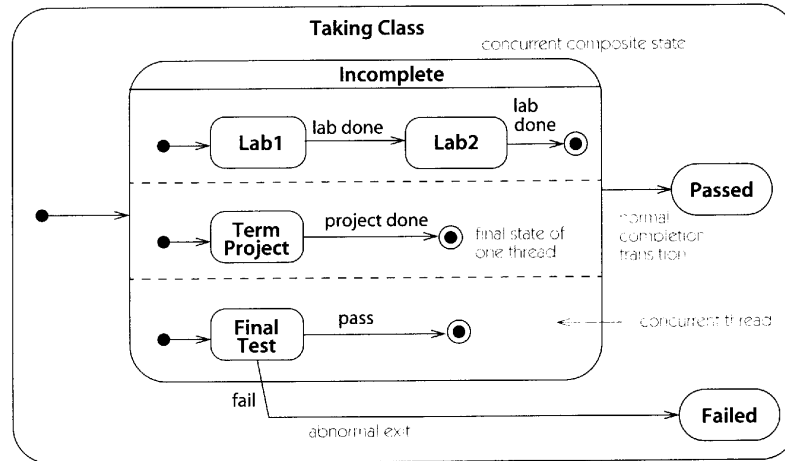 Taking Class
concurrent composite state
Incomplete
lab
done
lab done
Lab1
Lab2
Passed
Term
Project
project done
final state of
one thread
normal
completion
transition
Final
Test
pass
concurrent thread
fail
abnormal exit
Failed